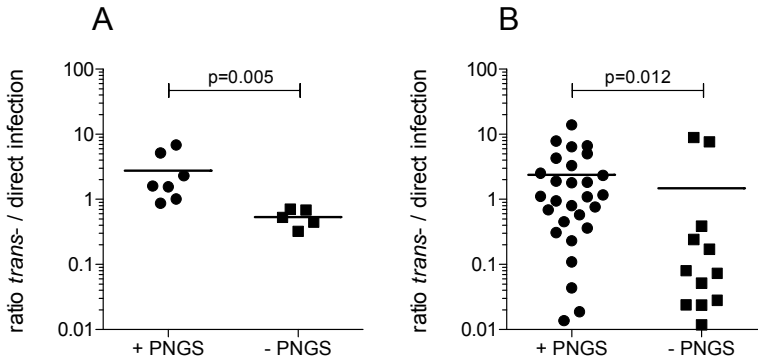 A
ratio trans- / direct infection
100
10
1
0.1
0.01
p=0.005
+ PNGS
- PNGS
B
ratio trans- / direct infection
100
10
1
0.1
0.01
p=0.012
+ PNGS
- PNGS